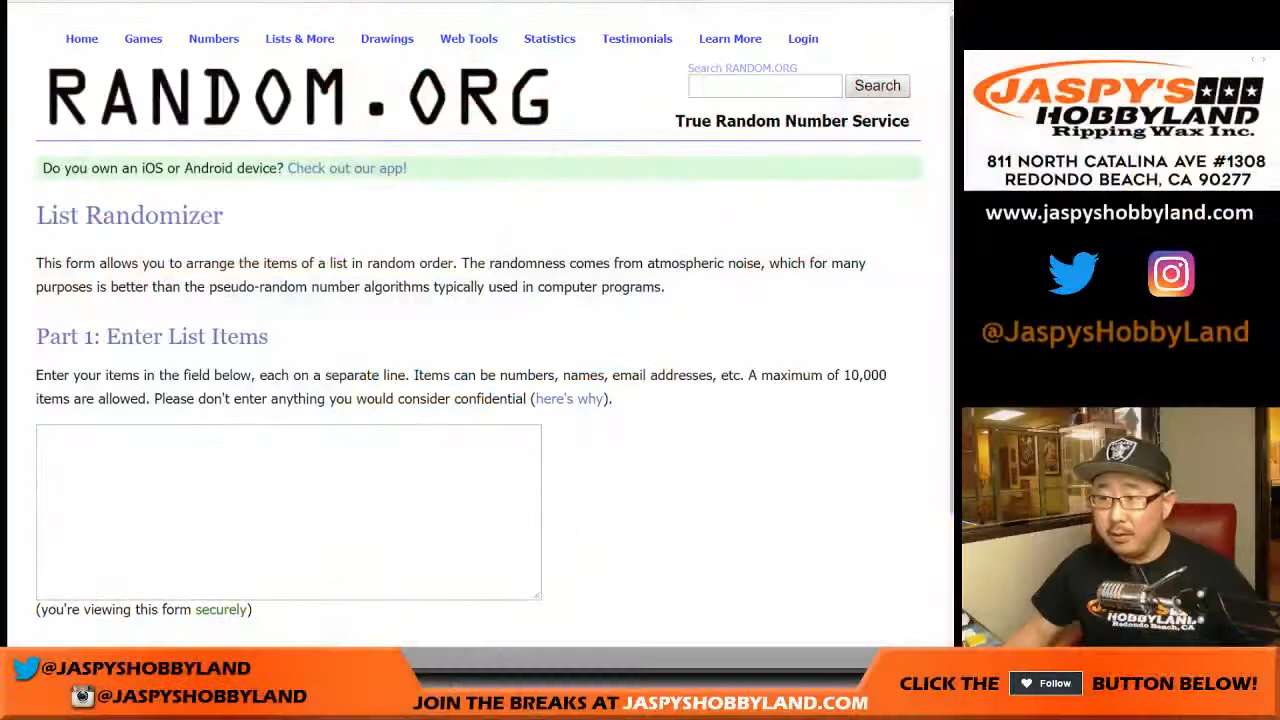 Home Games Numbers Lists & More Drawings Web Tools Statistics Testimonials Learn More Login
RANDOM.ORG
Search RANDOM.ORG
Search
True Random Number Service
Do you own an iOS or Android device? Check out our app!
List Randomizer
This form allows you to arrange the items of a list in random order. The randomness comes from atmospheric noise, which for many
purposes is better than the pseudo-random number algorithms typically used in computer programs.
Part 1: Enter List Items
Enter your items in the field below, each on a separate line. Items can be numbers, names, email addresses, etc. A maximum of 10,000
items are allowed. Please don't enter anything you would consider confidential (here's why).
(you're viewing this form securely)
JASPY'S
HOBBYLAND
Ripping Wax Inc.
811 NORTH CATALINA AVE #1308
REDONDO BEACH, CA 90277
www.jaspyshobbyland.com
@JaspysHobbyLand
HOBBYLAND
Redondo Beach, CA
@JASPYSHOBBYLAND
@JASPYSHOBBYLAND
JOIN THE BREAKS AT JASPYSHOBBYLAND.COM
CLICK THE Follow BUTTON BELOW!